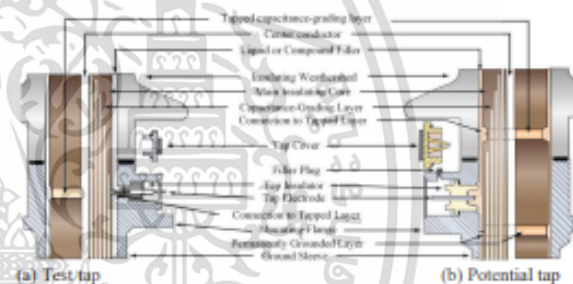 Tapped capacitance-grading layer
Center conductor
Liquid or Compound Filler
Insulating Weathershed
Main Insulating Core
Capacitance-Grading Layer
Connection to Tapped Layer
Tap Cover
Filler Plug
Tap Insulator
Tap Electrode
Connection to Tapped Layer
Mounting Flange
Permanently Grounded Layer
Ground Sleeve
(a) Test tap
(b) Potential tap